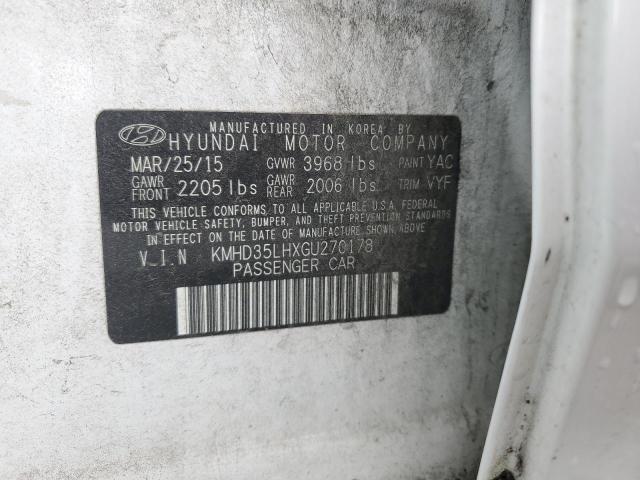 MANUFACTURED IN KOREA BY
HYUNDAI MOTOR COMPANY
MAR/25/15 GVWR 3968 lbs PAINT YAC
GAWR FRONT 2205 lbs GAWR REAR 2006 lbs TRIM VYF
THIS VEHICLE CONFORMS TO ALL APPLICABLE U.S.A FEDERAL
MOTOR VEHICLE SAFETY, BUMPER, AND THEFT PREVENTION STANDARDS
IN EFFECT ON THE DATE OF MANUFACTURE SHOWN ABOVE.
V_I_N KMHD35LHXGU270178
PASSENGER CAR